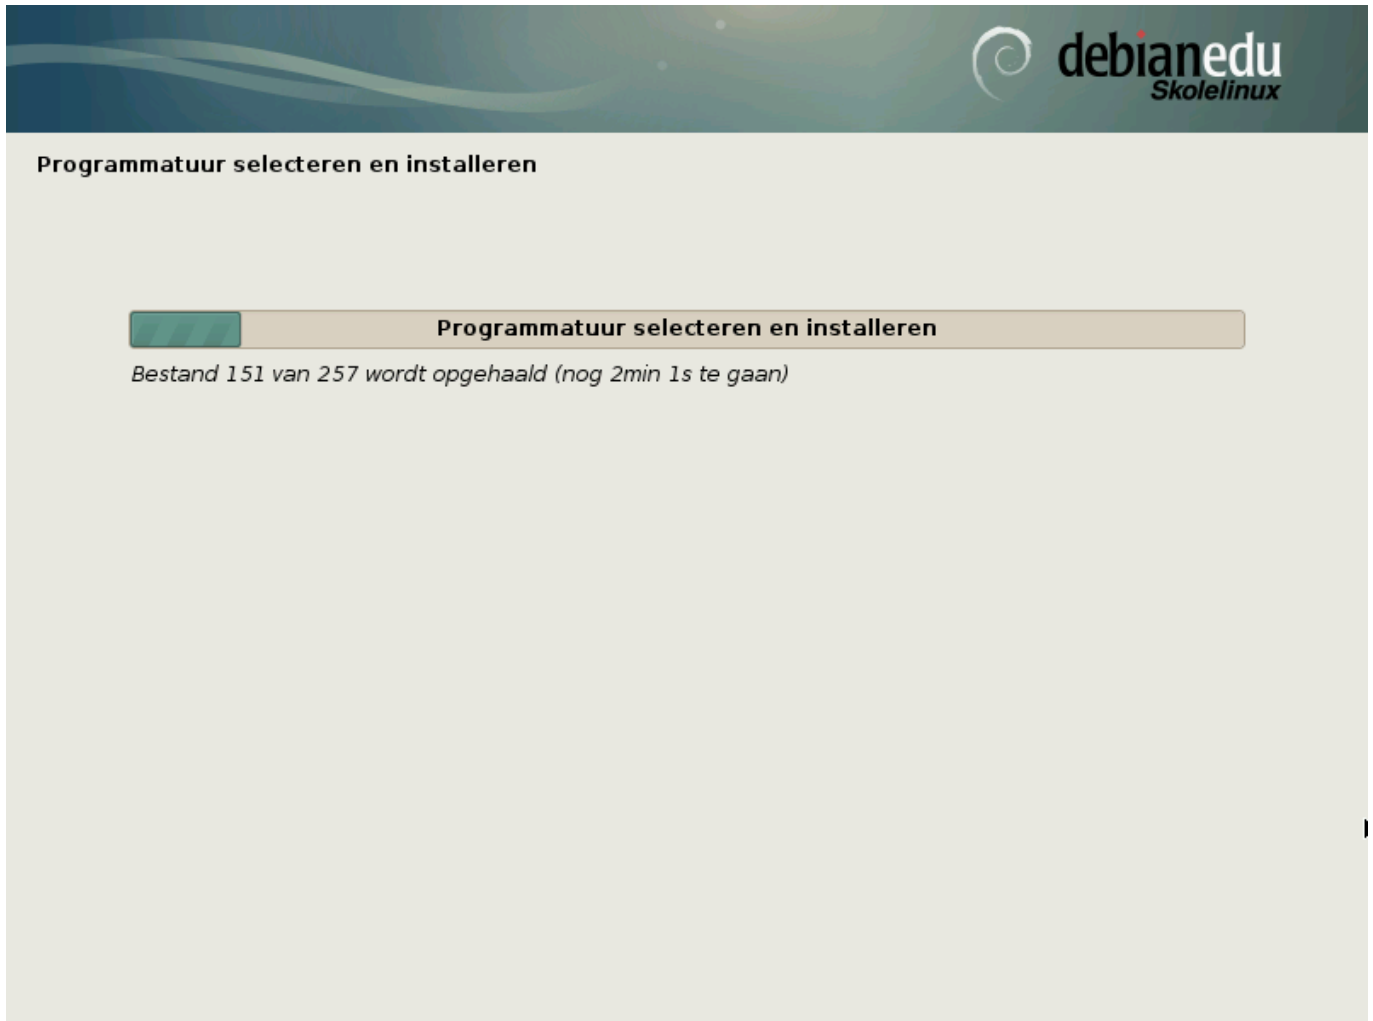 debianedu
Skolelinux
Programmatuur selecteren en installeren
Programmatuur selecteren en installeren
Bestand 151 van 257 wordt opgehaald (nog 2min 1s te gaan)